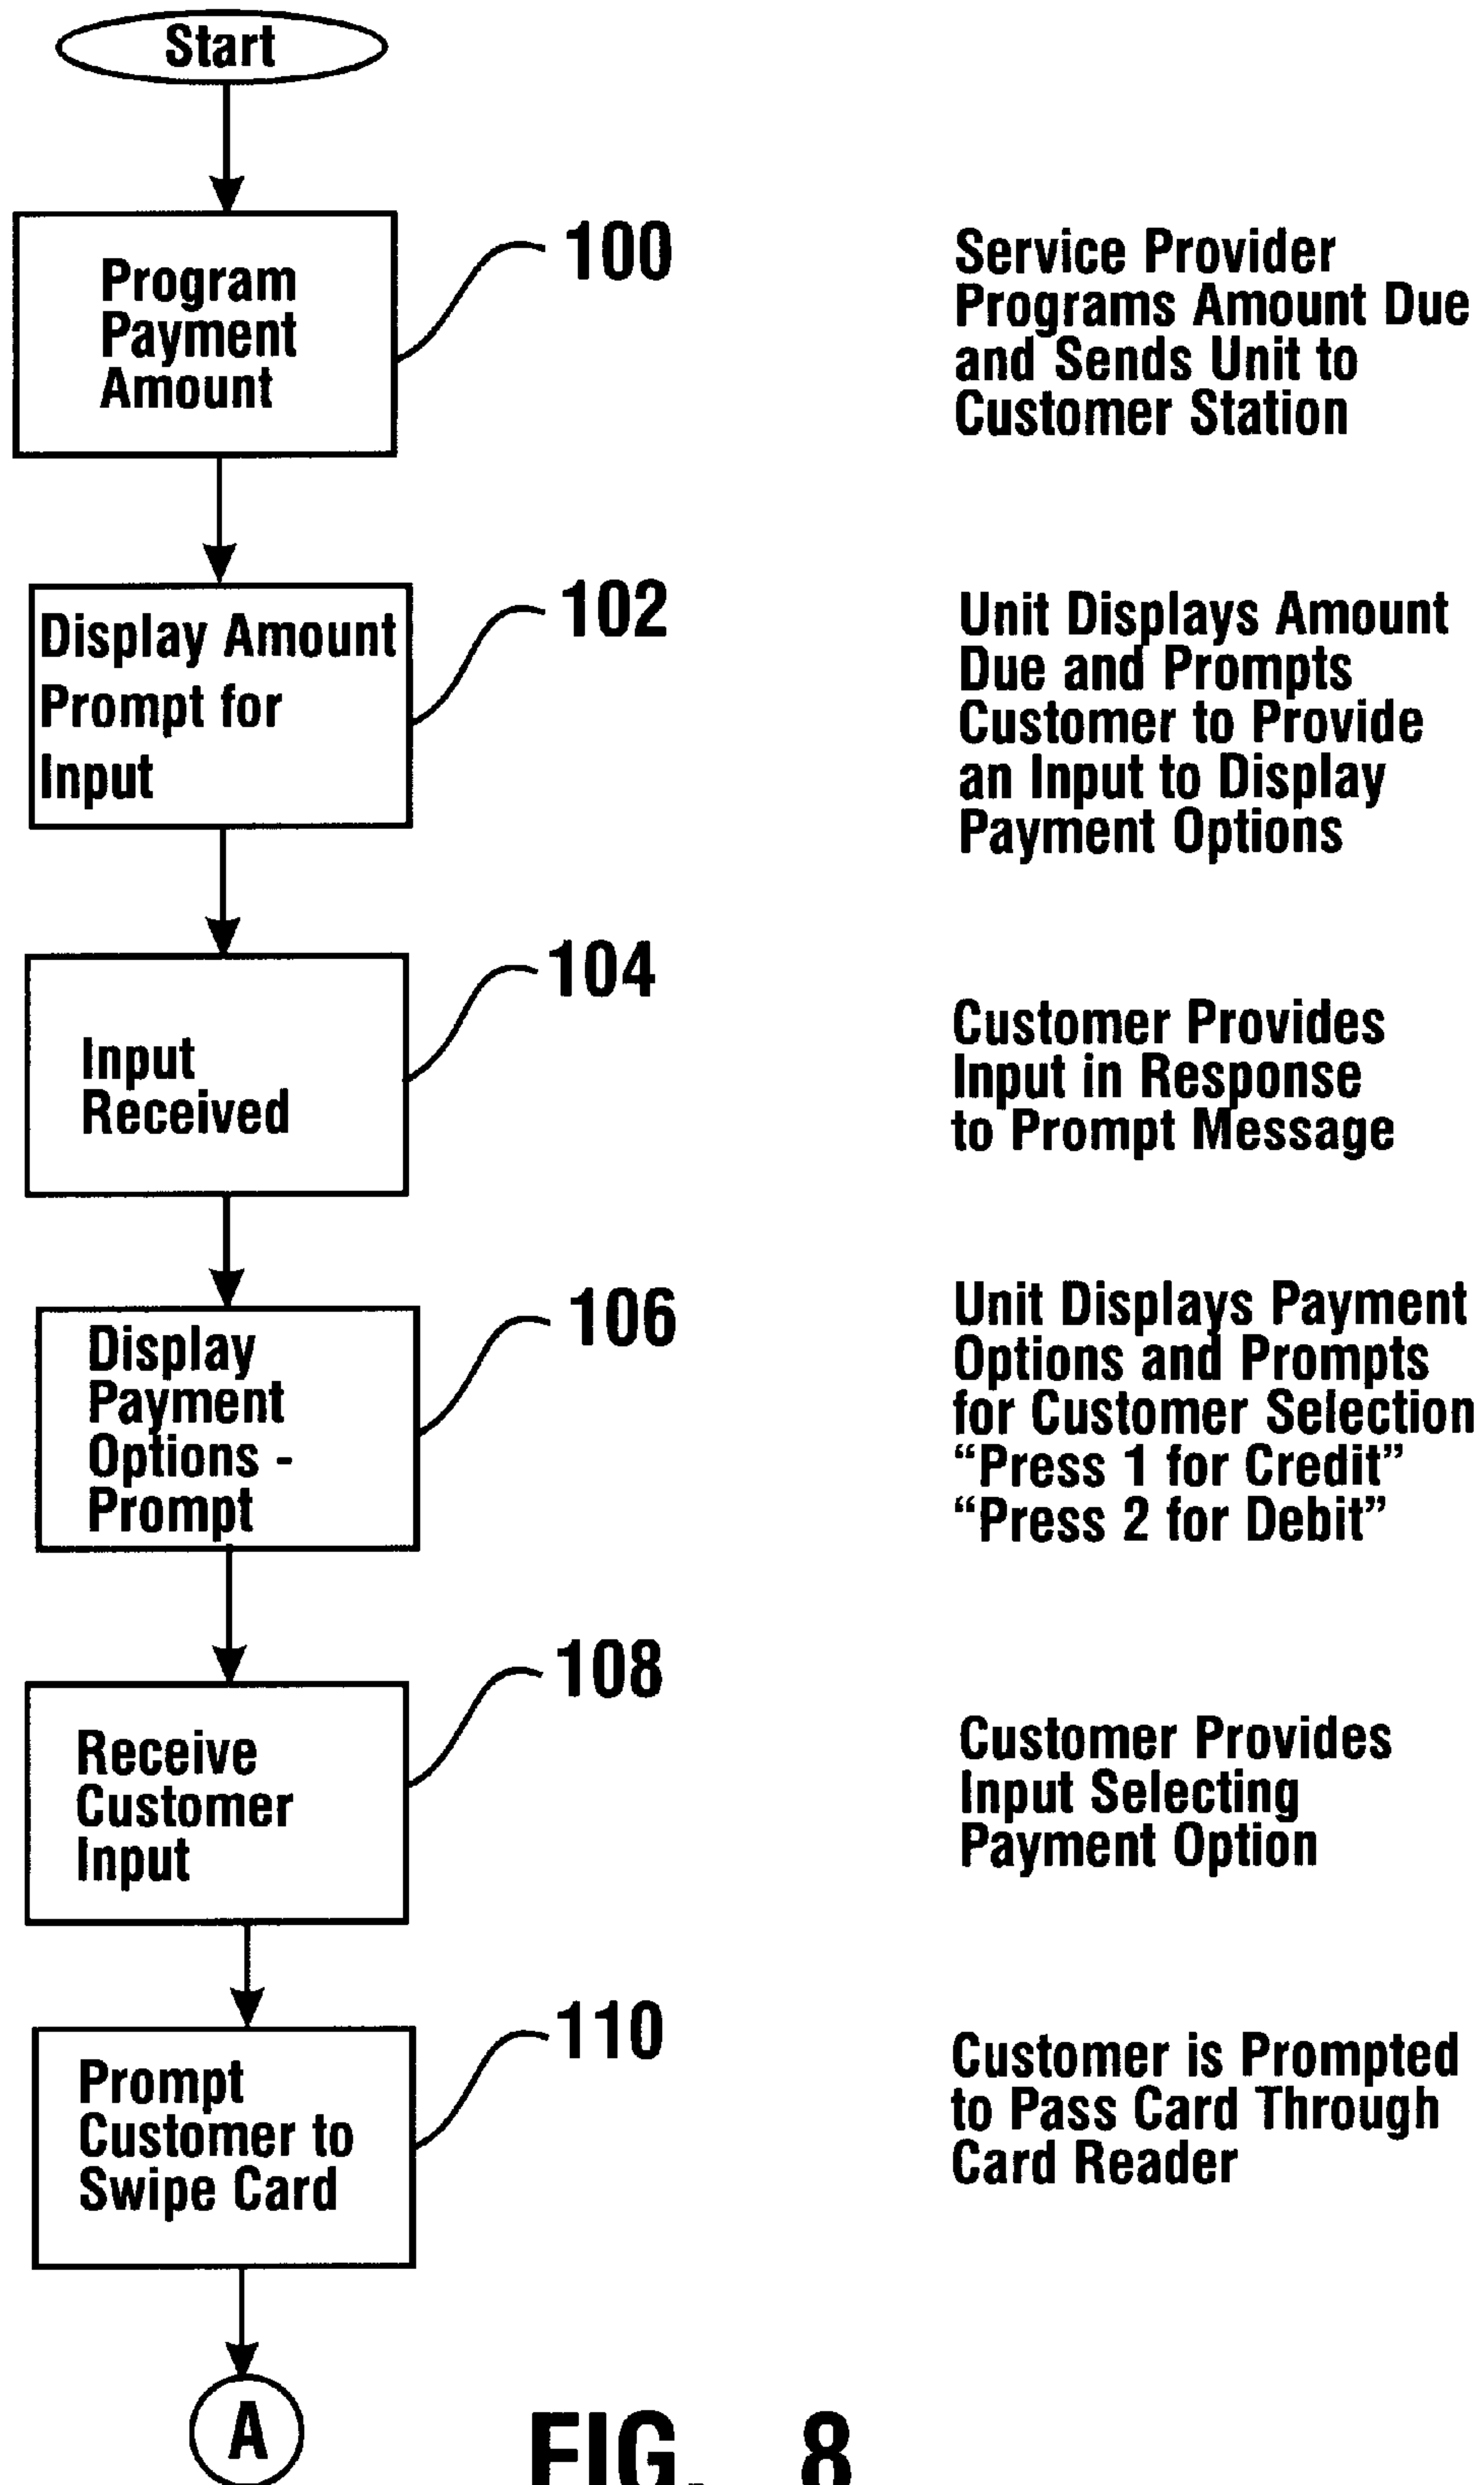 Start
Program
Payment
Amount
100
Service Provider
Programs Amount Due
and Sends Unit to
Customer Station
Display Amount
Prompt for
Input
102
Unit Displays Amount
Due and Prompts
Customer to Provide
an Input to Display
Payment Options
Input
Received
104
Customer Provides
Input in Response
to Prompt Message
Display
Payment
Options -
Prompt
106
Unit Displays Payment
Options and Prompts
for Customer Selection
“Press 1 for Credit”
“Press 2 for Debit”
Receive
Customer
Input
108
Customer Provides
Input Selecting
Payment Option
Prompt
Customer to
Swipe Card
110
Customer is Prompted
to Pass Card Through
Card Reader
A
FIG. 8